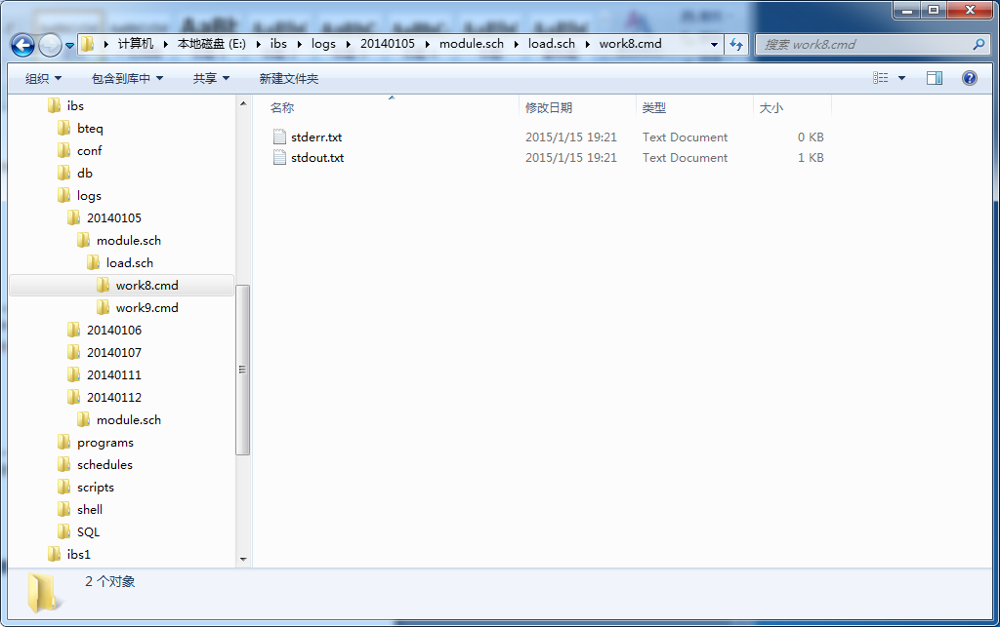 计算机 本地磁盘 (E:) ibs logs 20140105 module.sch load.sch work8.cmd 搜索 work8.cmd
组织 包含到库中 共享 新建文件夹
ibs
bteq
conf
db
logs
20140105
module.sch
load.sch
work8.cmd
work9.cmd
20140106
20140107
20140111
20140112
module.sch
programs
schedules
scripts
shell
SQL
ibs1
名称 修改日期 类型 大小
stderr.txt 2015/1/15 19:21 Text Document 0 KB
stdout.txt 2015/1/15 19:21 Text Document 1 KB
2 个对象